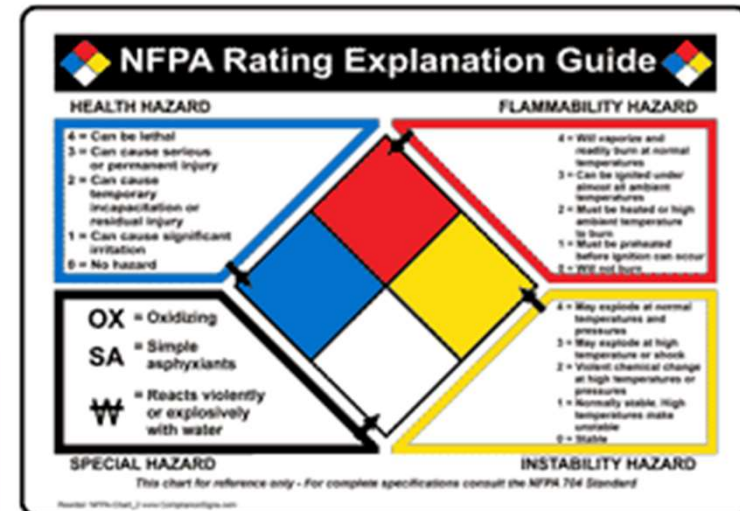 NFPA Rating Explanation Guide
HEALTH HAZARD
4 = Can be lethal
3 = Can cause serious
or permanent injury
2 = Can cause
temporary
incapacitation or
residual injury
1 = Can cause significant
irritation
0 = No hazard
FLAMMABILITY HAZARD
4 = Will vaporize and
readily burn at normal
temperatures
3 = Can be ignited under
almost all ambient
temperatures
2 = Must be heated or high
ambient temperature
to burn
1 = Must be preheated
before ignition can occur
0 = Will not burn
OX = Oxidizing
SA = Simple
asphyxiants
W = Reacts violently
or explosively
with water
SPECIAL HAZARD
4 = May explode at normal
temperatures and
pressures
3 = May explode at high
temperature or shock
2 = Violent chemical change
at high temperatures or
pressures
1 = Normally stable. High
temperatures make
unstable
0 = Stable
INSTABILITY HAZARD
This chart for reference only - For complete specifications consult the NFPA 704 Standard
www.ComplianceSigns.com